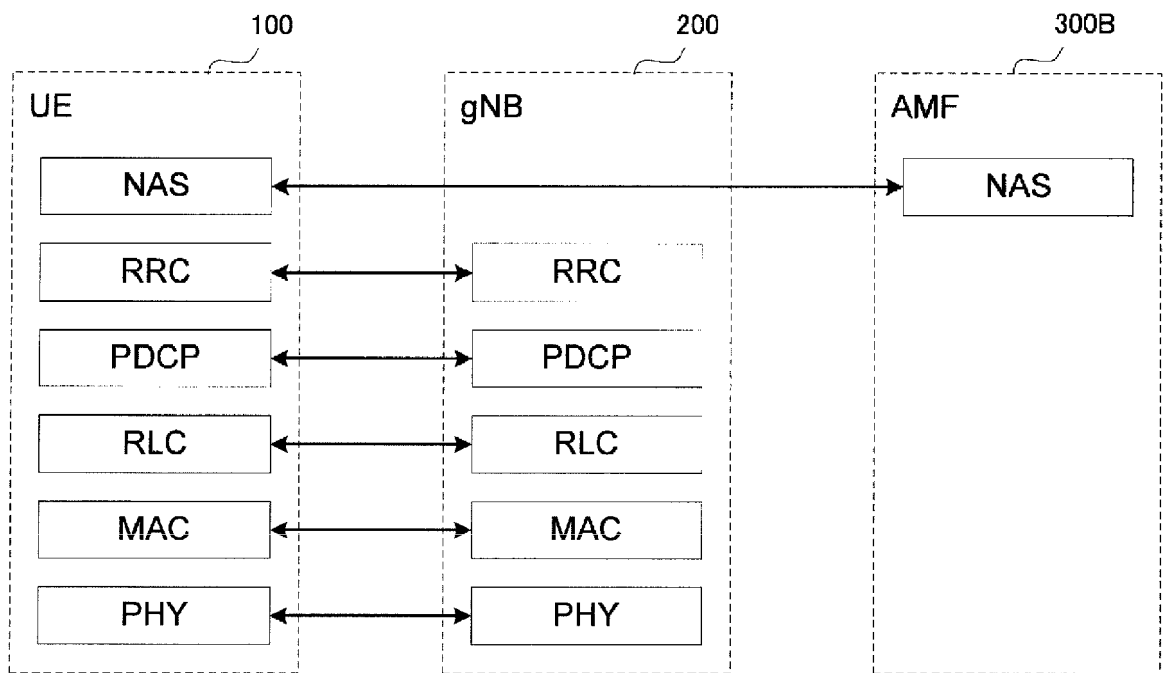 100 200 300B
UE gNB AMF
NAS NAS
RRC RRC
PDCP PDCP
RLC RLC
MAC MAC
PHY PHY